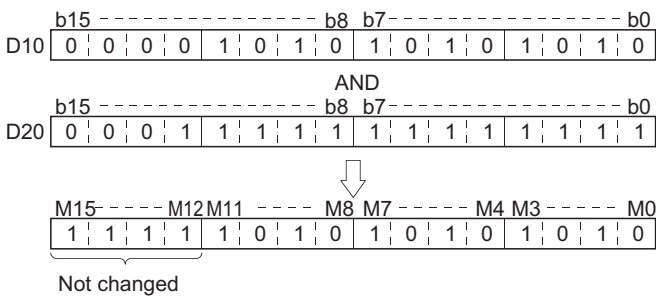 b15 b8 b7 b0
D10 0 0 0 0 1 0 1 0 1 0 1 0 1 0 1 0
AND
b15 b8 b7 b0
D20 0 0 0 1 1 1 1 1 1 1 1 1 1 1 1 1
M15 M12 M11 M8 M7 M4 M3 M0
1 1 1 1 1 0 1 0 1 0 1 0 1 0 1 0
Not changed